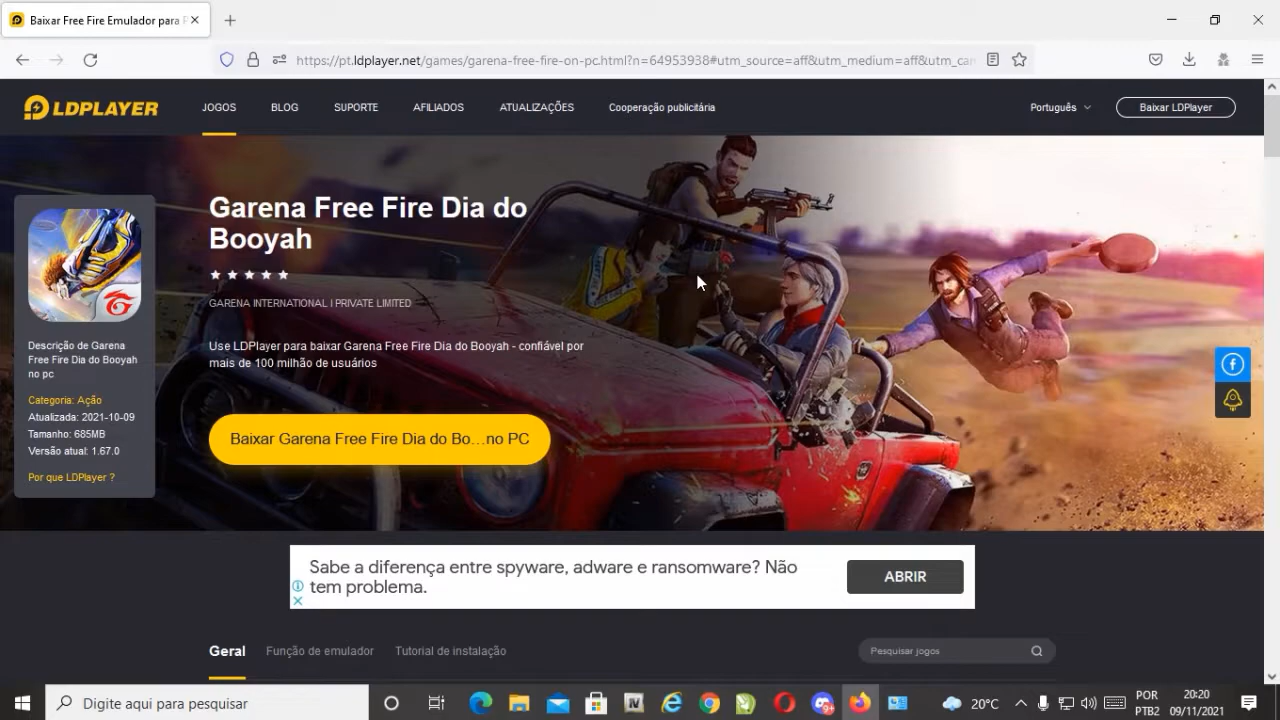 Baixar Free Fire Emulador para P
https://pt.ldplayer.net/games/garena-free-fire-on-pc.html?n=64953938#utm_source=aff&utm_medium=aff&utm_can
LDPLAYER
JOGOS
BLOG
SUPORTE
AFILIADOS
ATUALIZAÇÕES
Cooperação publicitária
Português
Baixar LDPlayer
Garena Free Fire Dia do
Booyah
GARENA INTERNATIONAL I PRIVATE LIMITED
Use LDPlayer para baixar Garena Free Fire Dia do Booyah - confiável por
mais de 100 milhão de usuários
Baixar Garena Free Fire Dia do Bo...no PC
Descrição de Garena
Free Fire Dia do Booyah
no pc
Categoria: Ação
Atualizada: 2021-10-09
Tamanho: 685MB
Versão atual: 1.67.0
Por que LDPlayer ?
Sabe a diferença entre spyware, adware e ransomware? Não
tem problema.
ABRIR
Geral
Função de emulador
Tutorial de instalação
Pesquisar jogos
Digite aqui para pesquisar
20°C
POR
PTB2
20:20
09/11/2021